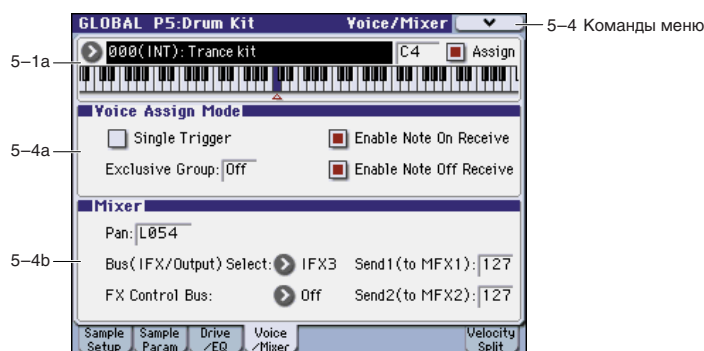 GLOBAL P5:Drum Kit Voice/Mixer
5–4 Команды меню
5–1a
000(INT): Trance kit C4 Assign
Voice Assign Mode
Single Trigger Enable Note On Receive
5–4a
Exclusive Group: Off Enable Note Off Receive
Mixer
Pan: L054
5–4b
Bus(IFX/Output) Select: IFX3 Send1(to MFX1): 127
FX Control Bus: Off Send2(to MFX2): 127
Sample Setup Sample Param Drive /EQ Voice /Mixer Velocity Split